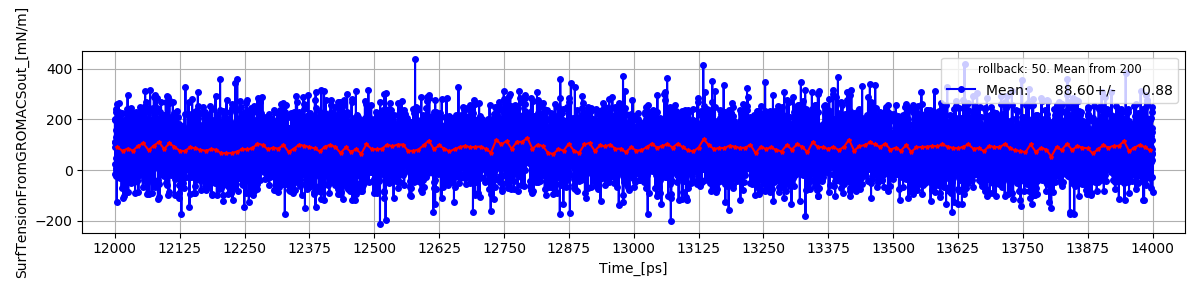 SurfTensionFromGROMACSout_[mN/m]
400
200
0
−200
rollback: 50. Mean from 200
Mean: 88.60+/- 0.88
12000 12125 12250 12375 12500 12625 12750 12875 13000 13125 13250 13375 13500 13625 13750 13875 14000
Time_[ps]